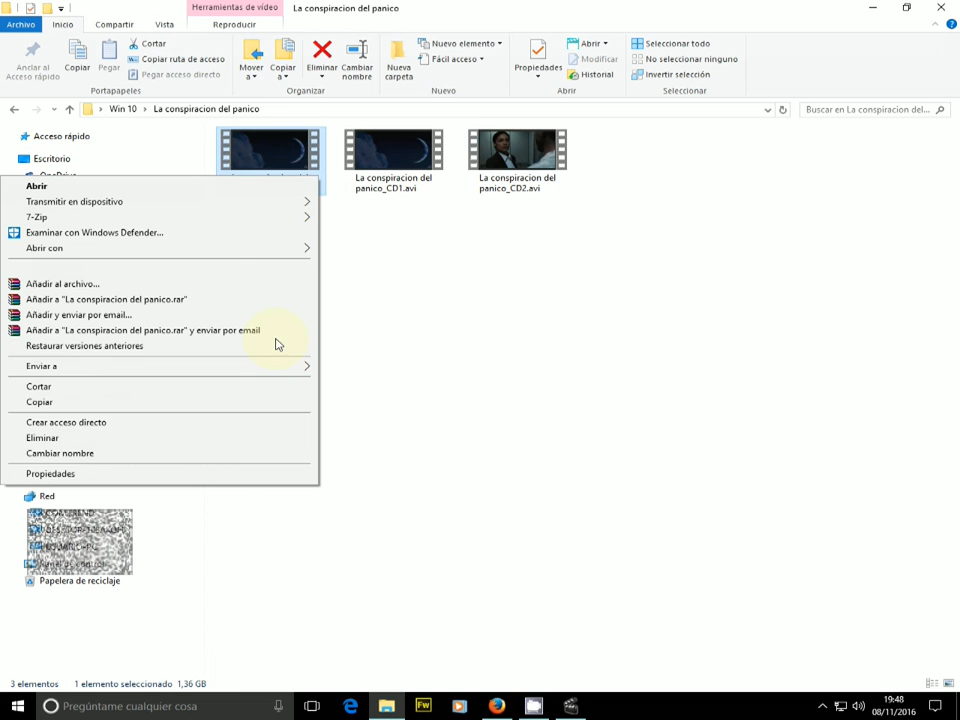 Herramientas de vídeo
La conspiracion del panico
Archivo
Inicio
Compartir
Vista
Reproducir
Anclar al
Acceso rápido
Copiar
Pegar
Cortar
Copiar ruta de acceso
Pegar acceso directo
Portapapeles
Mover
a
Copiar
a
Eliminar
Cambiar
nombre
Organizar
Nueva
carpeta
Nuevo elemento
Fácil acceso
Nuevo
Propiedades
Abrir
Modificar
Historial
Abrir
Seleccionar todo
No seleccionar ninguno
Invertir selección
Seleccionar
Win 10 > La conspiracion del panico
Buscar en La conspiracion del...
Acceso rápido
Escritorio
OneDrive
La conspiracion del
panico_CD1.avi
La conspiracion del
panico_CD2.avi
Abrir
Transmitir en dispositivo
7-Zip
Examinar con Windows Defender...
Abrir con
Añadir al archivo...
Añadir a "La conspiracion del panico.rar"
Añadir y enviar por email...
Añadir a "La conspiracion del panico.rar" y enviar por email
Restaurar versiones anteriores
Enviar a
Cortar
Copiar
Crear acceso directo
Eliminar
Cambiar nombre
Propiedades
Red
Papelera de reciclaje
3 elementos
1 elemento seleccionado 1,36 GB
Pregúntame cualquier cosa
Fw
19:48
08/11/2016